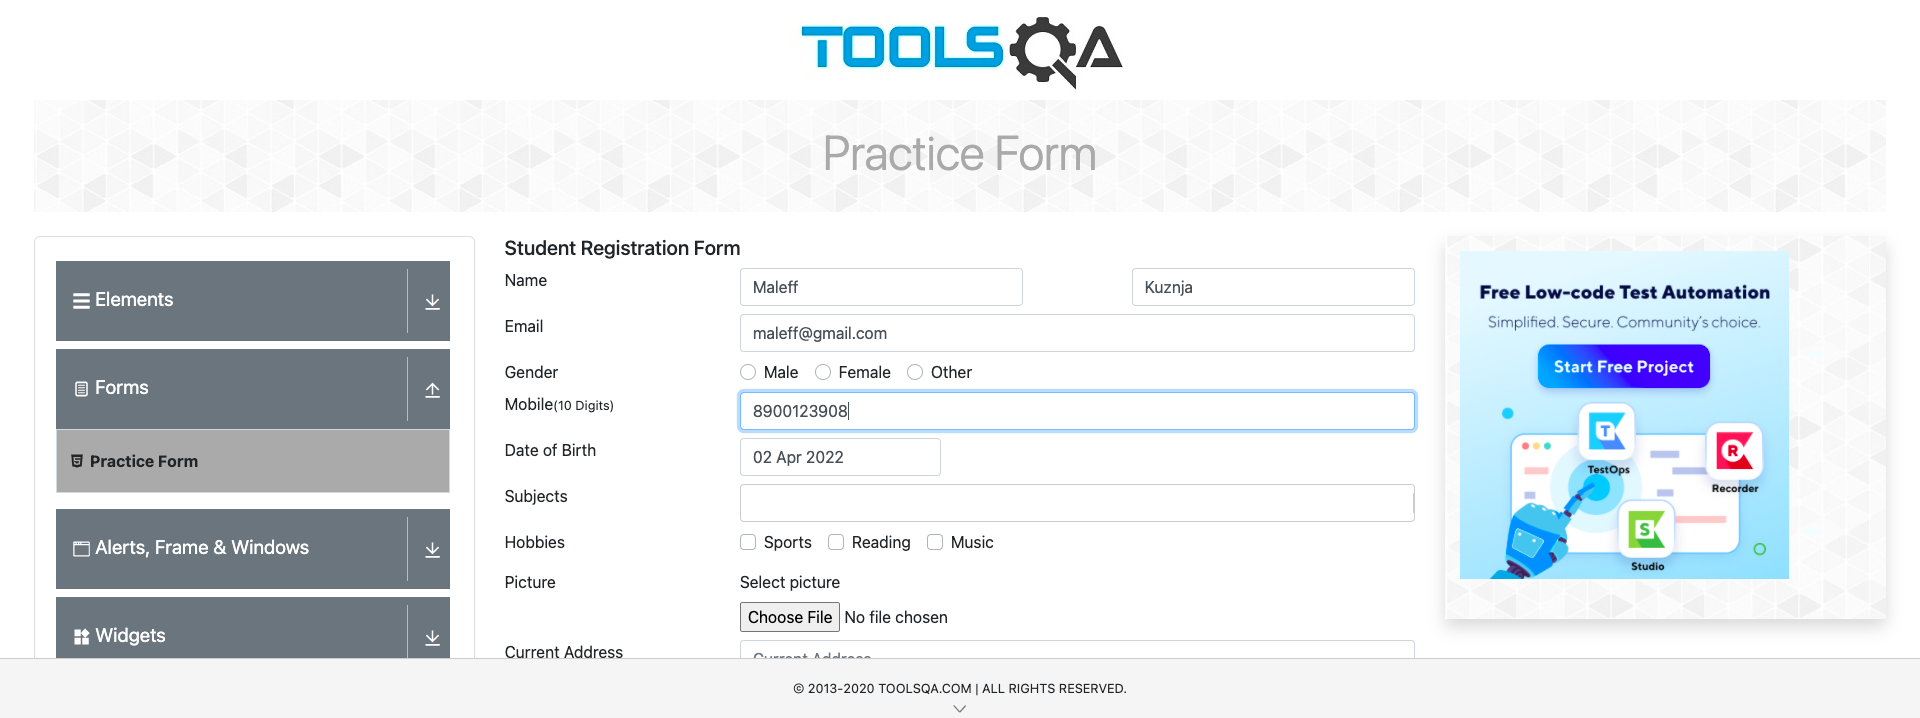 TOOLSQA
Practice Form
Elements
Forms
Practice Form
Alerts, Frame & Windows
Widgets
Student Registration Form
Name Maleff Kuznja
Email maleff@gmail.com
Gender Male Female Other
Mobile(10 Digits) 8900123908
Date of Birth 02 Apr 2022
Subjects
Hobbies Sports Reading Music
Picture Select picture
Choose File No file chosen
Current Address Current Address
Free Low-code Test Automation
Simplified. Secure. Community's choice.
Start Free Project
T
TestOps
R
Recorder
S
Studio
© 2013-2020 TOOLSQA.COM | ALL RIGHTS RESERVED.